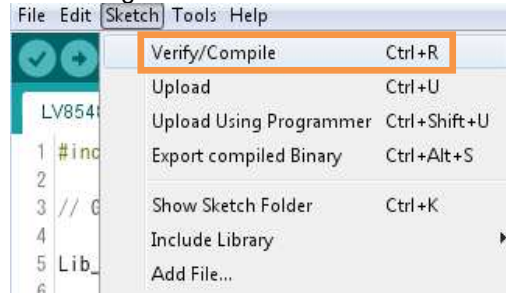 File Edit Sketch Tools Help
Verify/Compile Ctrl+R
Upload Ctrl+U
LV854
Upload Using Programmer Ctrl+Shift+U
1 #inc
Export compiled Binary Ctrl+Alt+S
2
3 // G
Show Sketch Folder Ctrl+K
4
Include Library
5 Lib_
Add File...
6